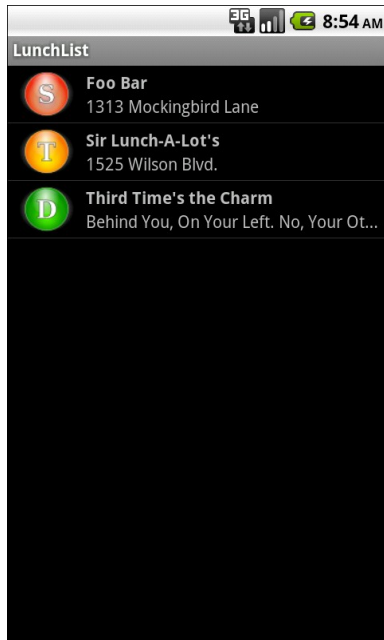 3G 8:54 AM
LunchList
S Foo Bar
1313 Mockingbird Lane
T Sir Lunch-A-Lot's
1525 Wilson Blvd.
D Third Time's the Charm
Behind You, On Your Left. No, Your Ot...